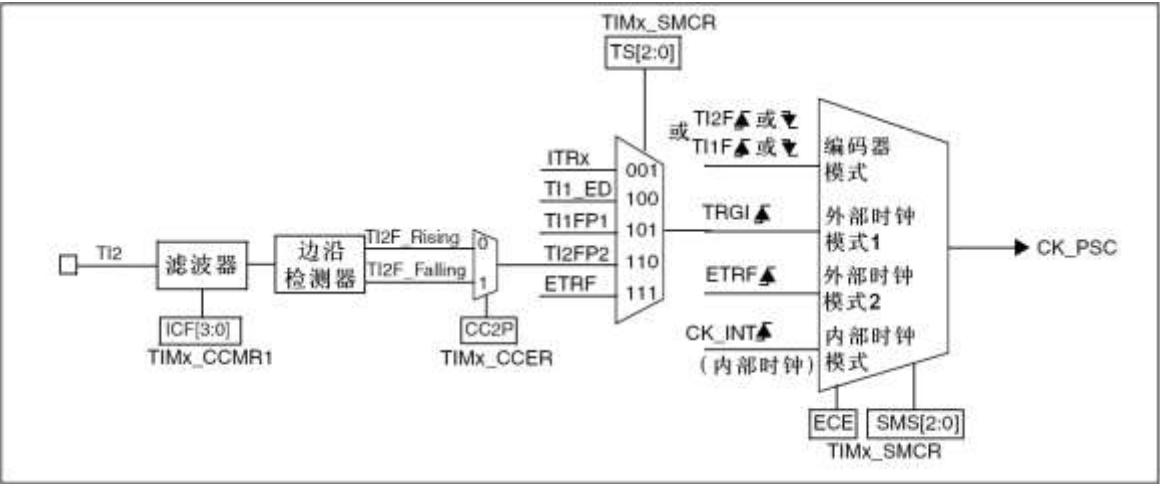 TIMx_SMCR
TS[2:0]
或
TI2F 或
TI1F 或
编码器
模式
ITRx
001
TI1_ED
100
TI1FP1
101
TI2FP2
110
ETRF
111
TRGI
外部时钟
模式1
ETRF
外部时钟
模式2
CK_INT
(内部时钟)
内部时钟
模式
CK_PSC
TI2
滤波器
边沿
检测器
TI2F_Rising
0
TI2F_Falling
1
ICF[3:0]
TIMx_CCMR1
CC2P
TIMx_CCER
ECE
SMS[2:0]
TIMx_SMCR